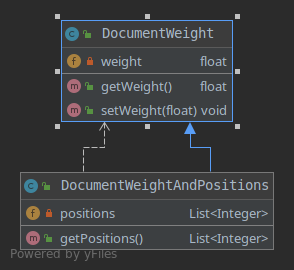 DocumentWeight
weight float
getWeight() float
setWeight(float) void
DocumentWeightAndPositions
positions List<Integer>
getPositions() List<Integer>
Powered by yFiles